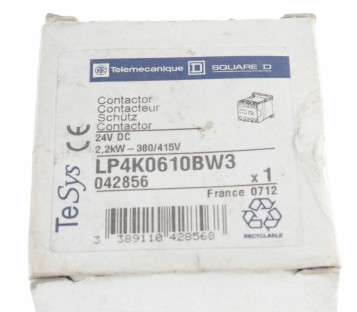 Telemecanique SQUARE D
Contactor
Contacteur
Schütz
Contactor
24V DC
2,2kW - 380/415V
LP4K0610BW3
042856 x 1
France 0712
TeSys CE
3 389110 428568
RECYCLABLE